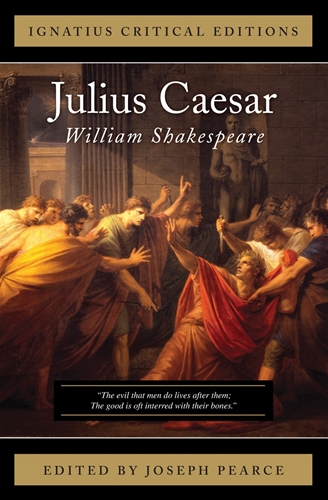 IGNATIUS CRITICAL EDITIONS
Julius Caesar
William Shakespeare
“The evil that men do lives after them;
The good is oft interred with their bones.”
EDITED BY JOSEPH PEARCE